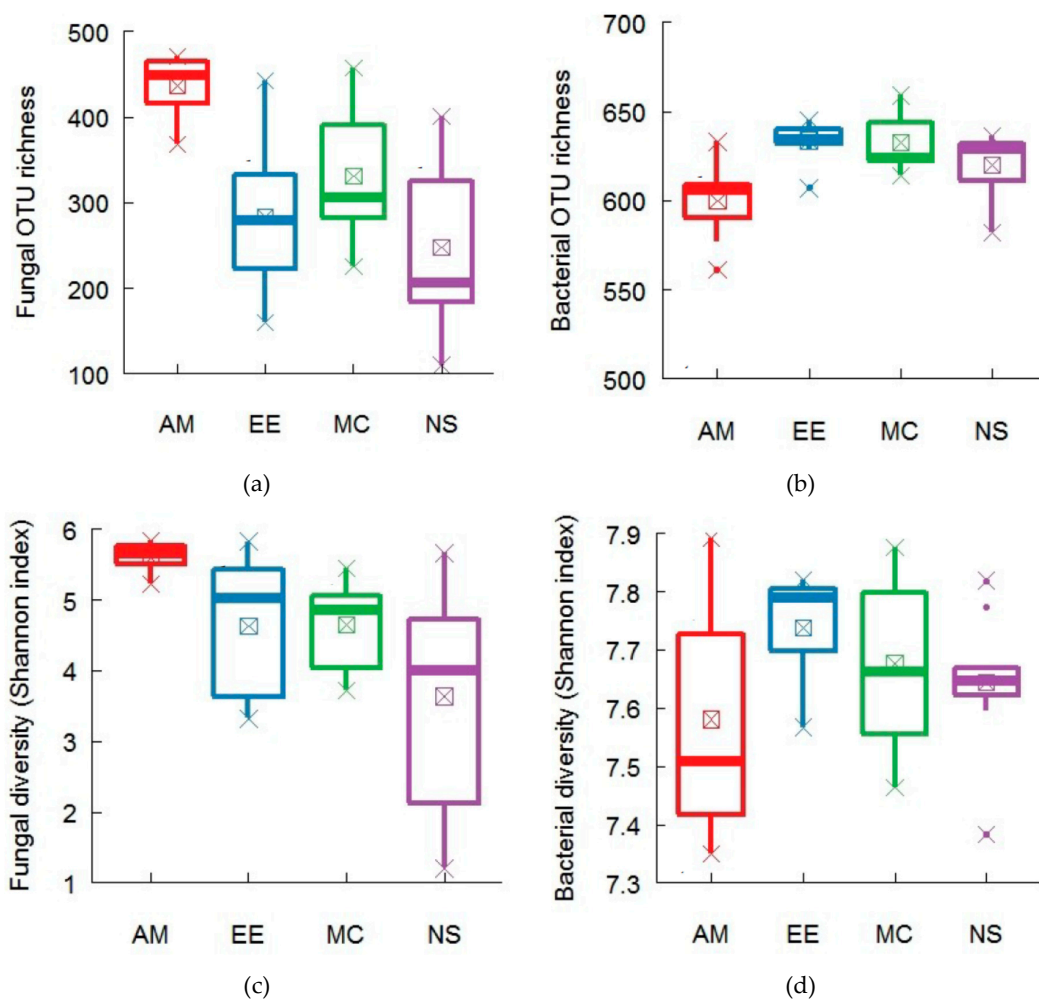 Fungal OTU richness
500
400
300
200
100
AM EE MC NS
(a)
Bacterial OTU richness
700
650
600
550
500
AM EE MC NS
(b)
Fungal diversity (Shannon index)
6
5
4
3
2
1
AM EE MC NS
(c)
Bacterial diversity (Shannon index)
7.9
7.8
7.7
7.6
7.5
7.4
7.3
AM EE MC NS
(d)